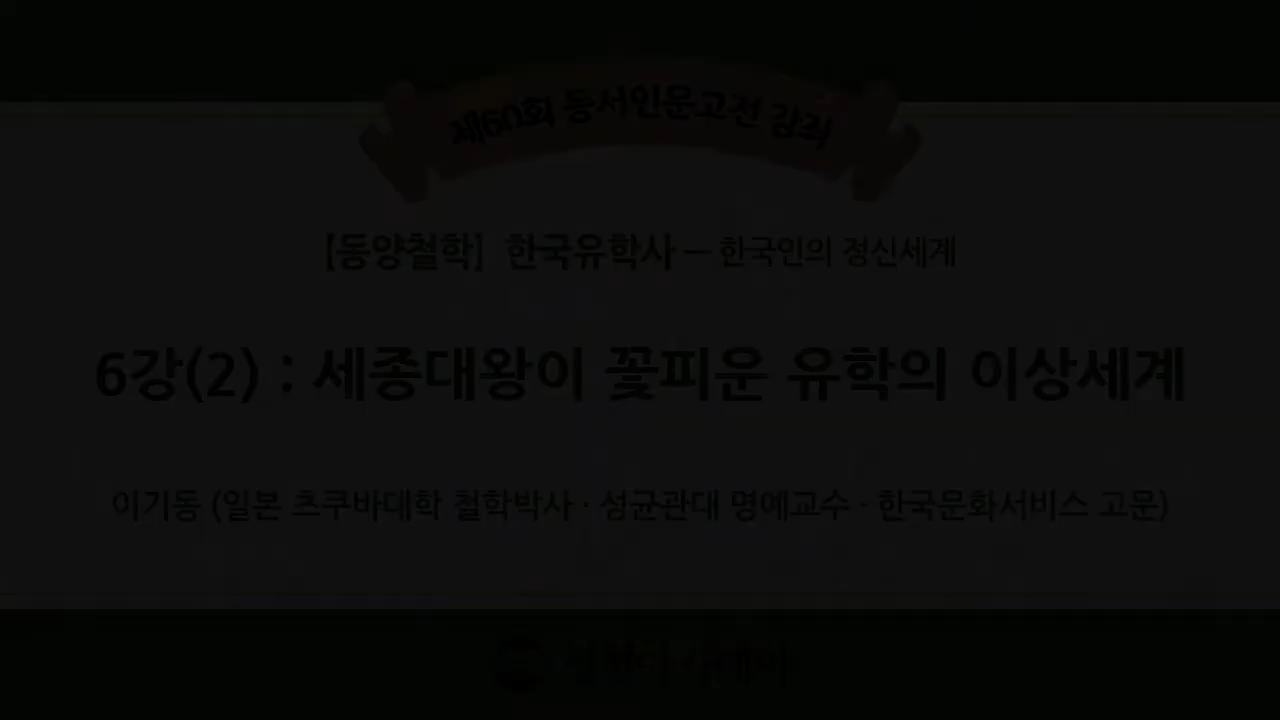 제60회 동서인문고전 강좌
[동양철학] 한국유학사 – 한국인의 정신세계
6강(2) : 세종대왕이 꽃피운 유학의 이상세계
이기동 (일본 츠쿠바대학 철학박사 · 성균관대 명예교수 · 한국문화서비스 고문)